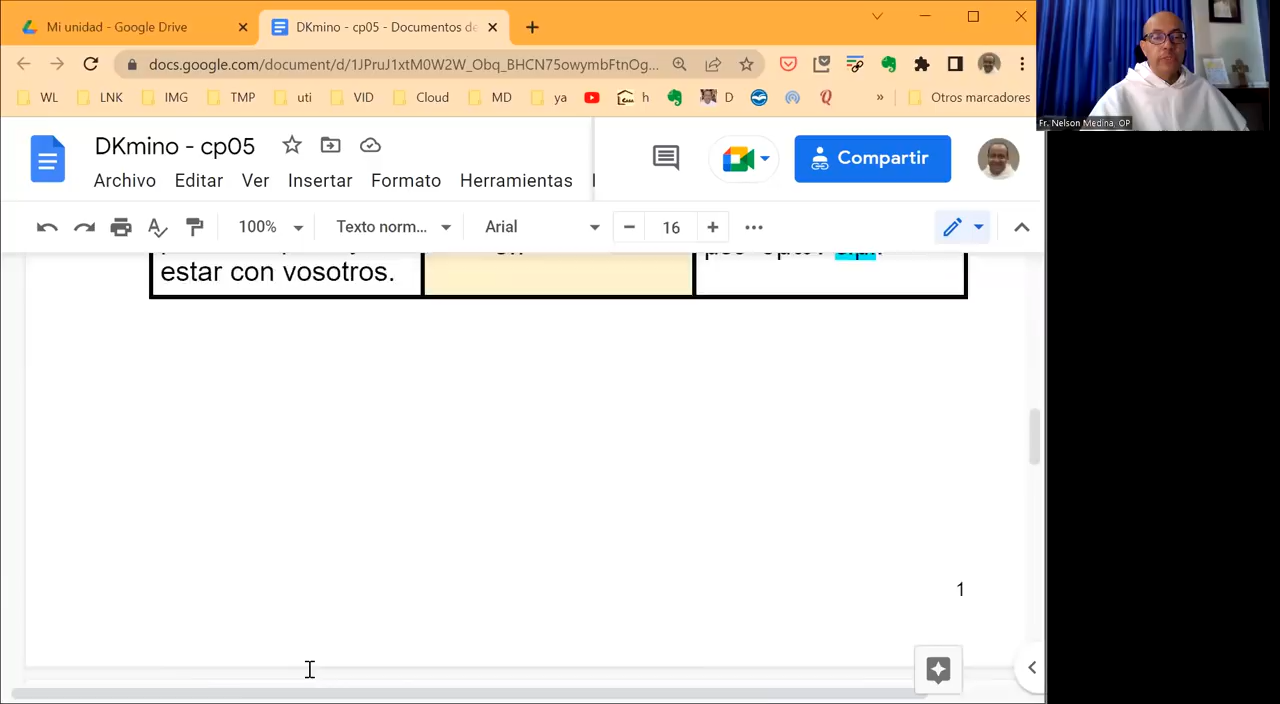 Mi unidad - Google Drive
DKmino - cp05 - Documentos de
docs.google.com/document/d/1JPruJ1xtM0W2W_Obq_BHCN75owymbFtnOg...
WL LNK IMG TMP uti VID Cloud MD ya h D » Otros marcadores
Fr. Nelson Medina, OP
DKmino - cp05
Compartir
Archivo Editar Ver Insertar Formato Herramientas
100% Texto norm... Arial 16
estar con vosotros.
1